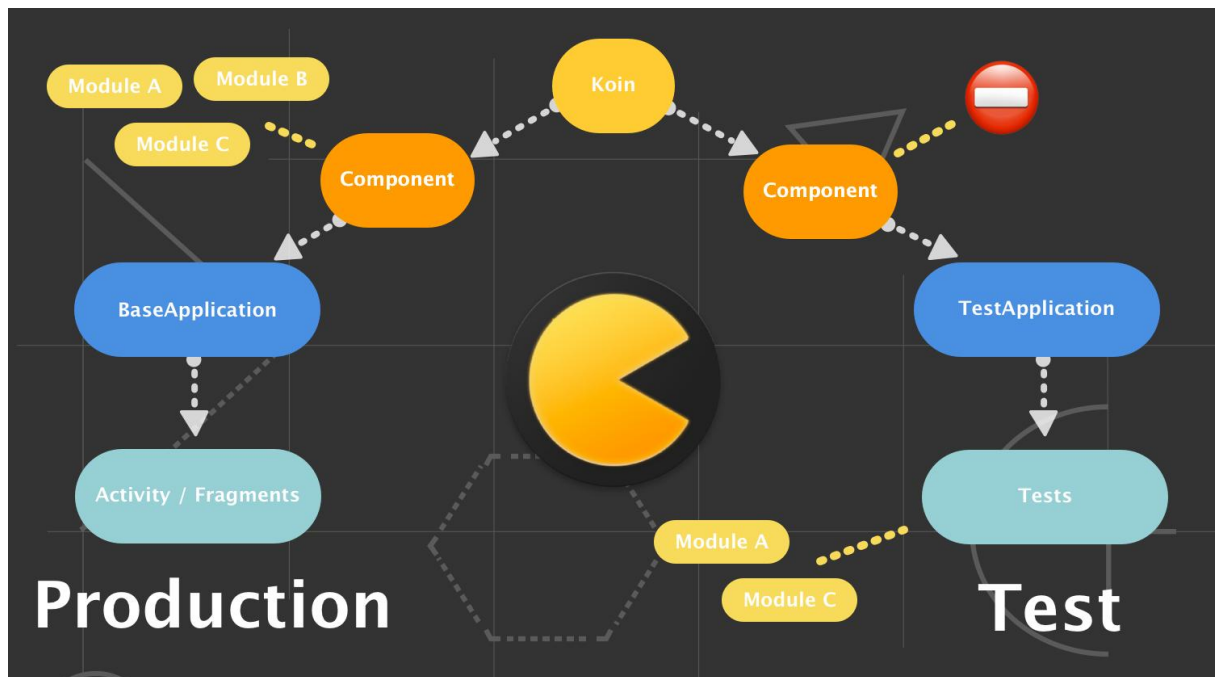 Module A
Module B
Module C
Koin
Component
Component
BaseApplication
TestApplication
Activity / Fragments
Tests
Module A
Module C
Production
Test